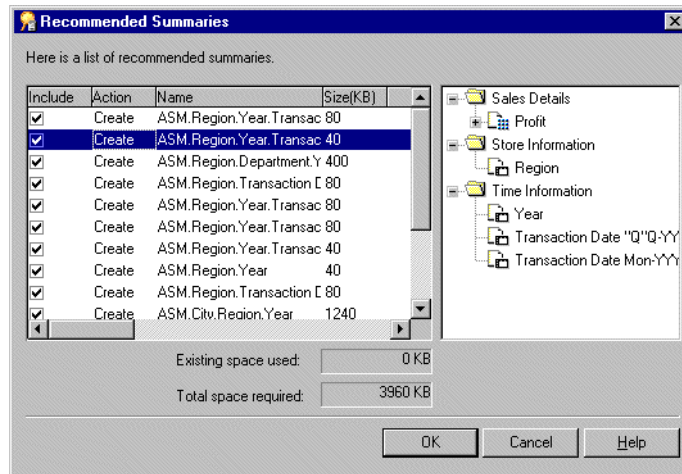 Recommended Summaries
Here is a list of recommended summaries.
Include Action Name Size(KB)
Create ASM.Region.Year.Transac 80
Create ASM.Region.Year.Transac 40
Create ASM.Region.Department.Y 400
Create ASM.Region.Transaction D 80
Create ASM.Region.Year.Transac 80
Create ASM.Region.Year.Transac 80
Create ASM.Region.Year.Transac 40
Create ASM.Region.Year 40
Create ASM.Region.Transaction D 80
Create ASM.City.Region.Year 1240
Sales Details
Profit
Store Information
Region
Time Information
Year
Transaction Date "Q"Q-YY
Transaction Date Mon-YYY
Existing space used: 0 KB
Total space required: 3960 KB
OK Cancel Help